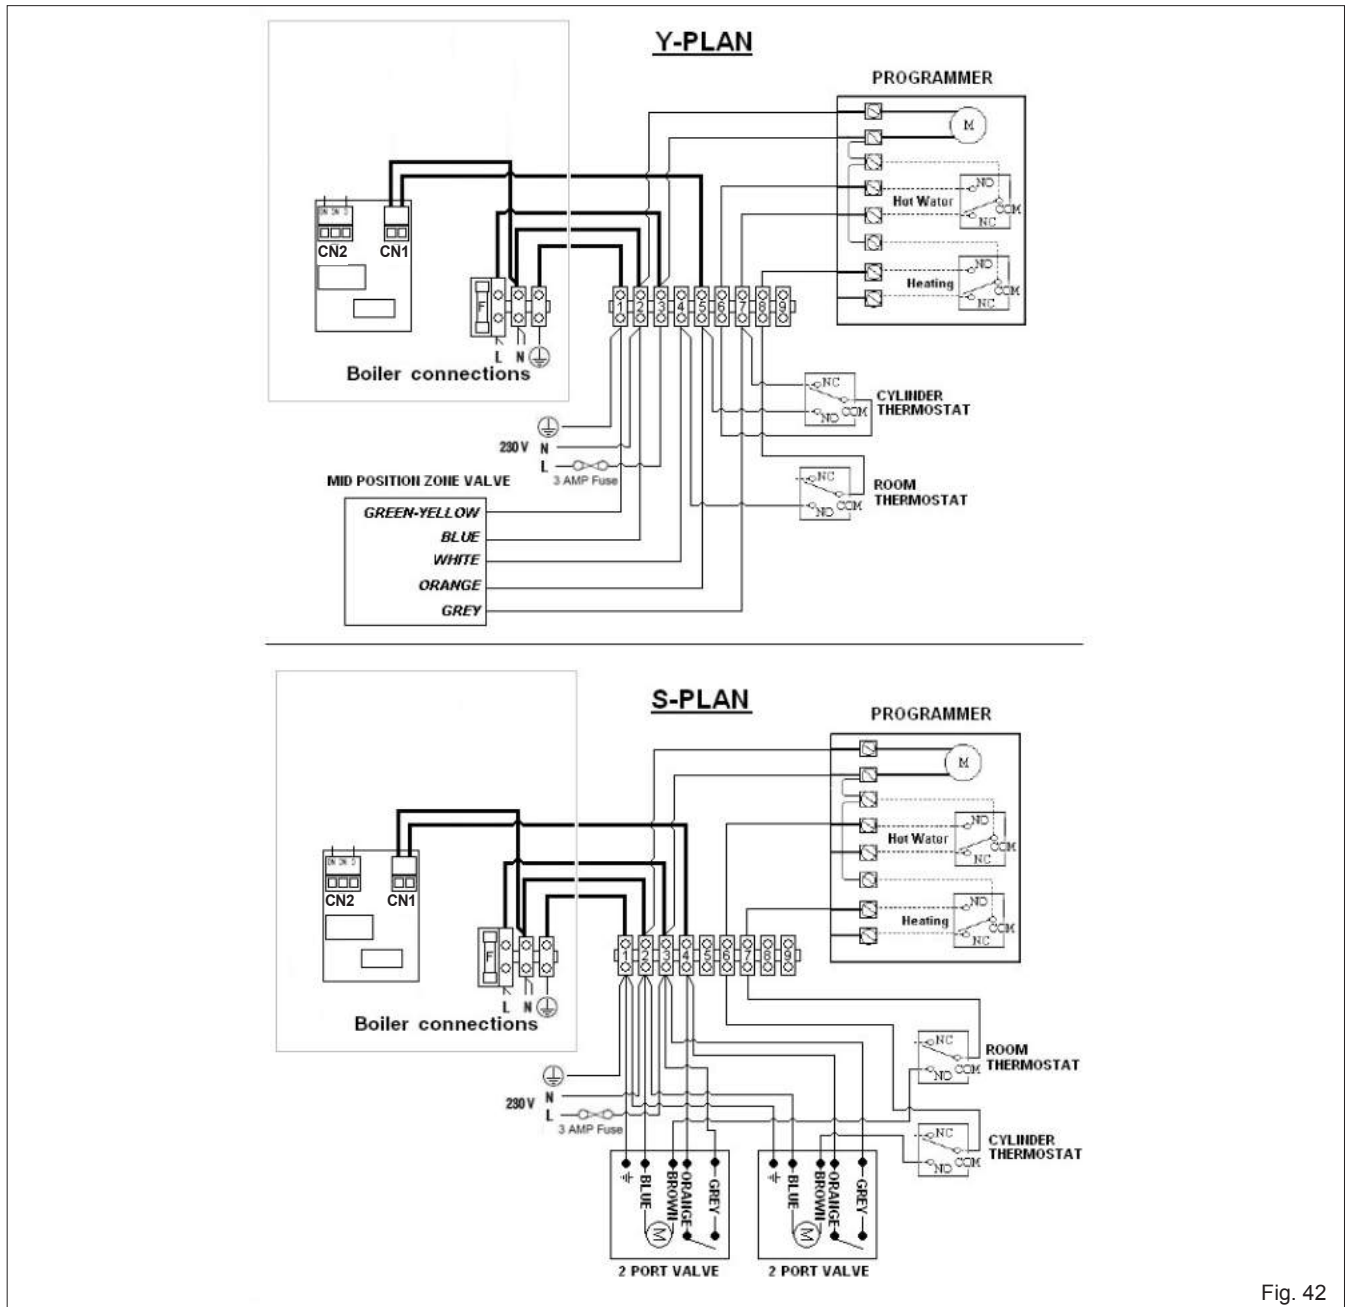 Y-PLAN
PROGRAMMER
M
NO
Hot Water
COM
NC
NO
Heating
COM
NC
CN2
CN1
F
1 2 3 4 5 6 7 8 9
L N
Boiler connections
NC
CYLINDER
THERMOSTAT
COM
NO
230 V N
L
3 AMP Fuse
NC
ROOM
THERMOSTAT
COM
NO
MID POSITION ZONE VALVE
GREEN-YELLOW
BLUE
WHITE
ORANGE
GREY
S-PLAN
PROGRAMMER
M
NO
Hot Water
COM
NC
NO
Heating
COM
NC
CN2
CN1
F
1 2 3 4 5 6 7 8 9
L N
Boiler connections
NC
ROOM
THERMOSTAT
NO COM
230 V N
L
3 AMP Fuse
NC
CYLINDER
THERMOSTAT
NO COM
BLUE
BROWN
ORANGE
GREY
M
BLUE
BROWN
ORANGE
GREY
M
2 PORT VALVE
2 PORT VALVE
Fig. 42